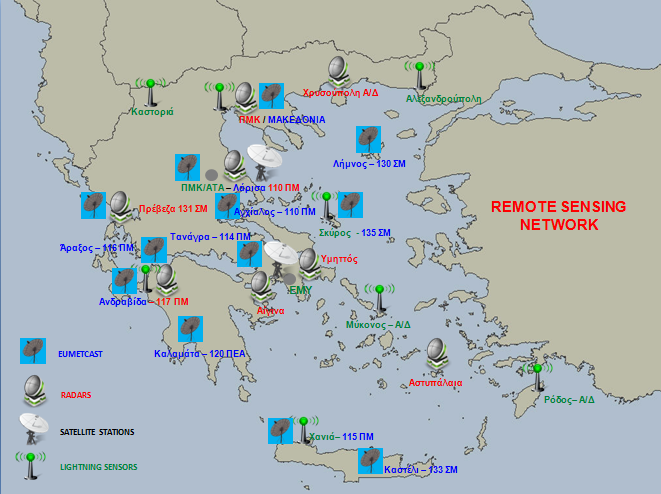 Χρυσουπολη Α/Δ
Αλεξανδρούπολη
Καστοριά
ΠΜΚ / ΜΑΚΕΔΟΝΙΑ
Λήμνος – 130 ΣΜ
ΠΜΚ/ΑΤΑ – Λάρισα 110 ΠΜ
Πρέβεζα 131 ΣΜ
Αγχίαλος – 110 ΠΜ
REMOTE SENSING
NETWORK
Σκύρος - 135 ΣΜ
Τανάγρα – 114 ΠΜ
Άραξος – 116 ΠΜ
Υμηττός
ΕΜΥ
Ανδραβίδα – 117 ΠΜ
Αίγινα
Μύκονος – Α/Δ
Καλαμάτα – 120 ΠΕΑ
EUMETCAST
Αστυπάλαια
RADARS
Ρόδος – Α/Δ
SATELLITE STATIONS
Χανιά – 115 ΠΜ
LIGHTNING SENSORS
Καστέλι – 133 ΣΜ